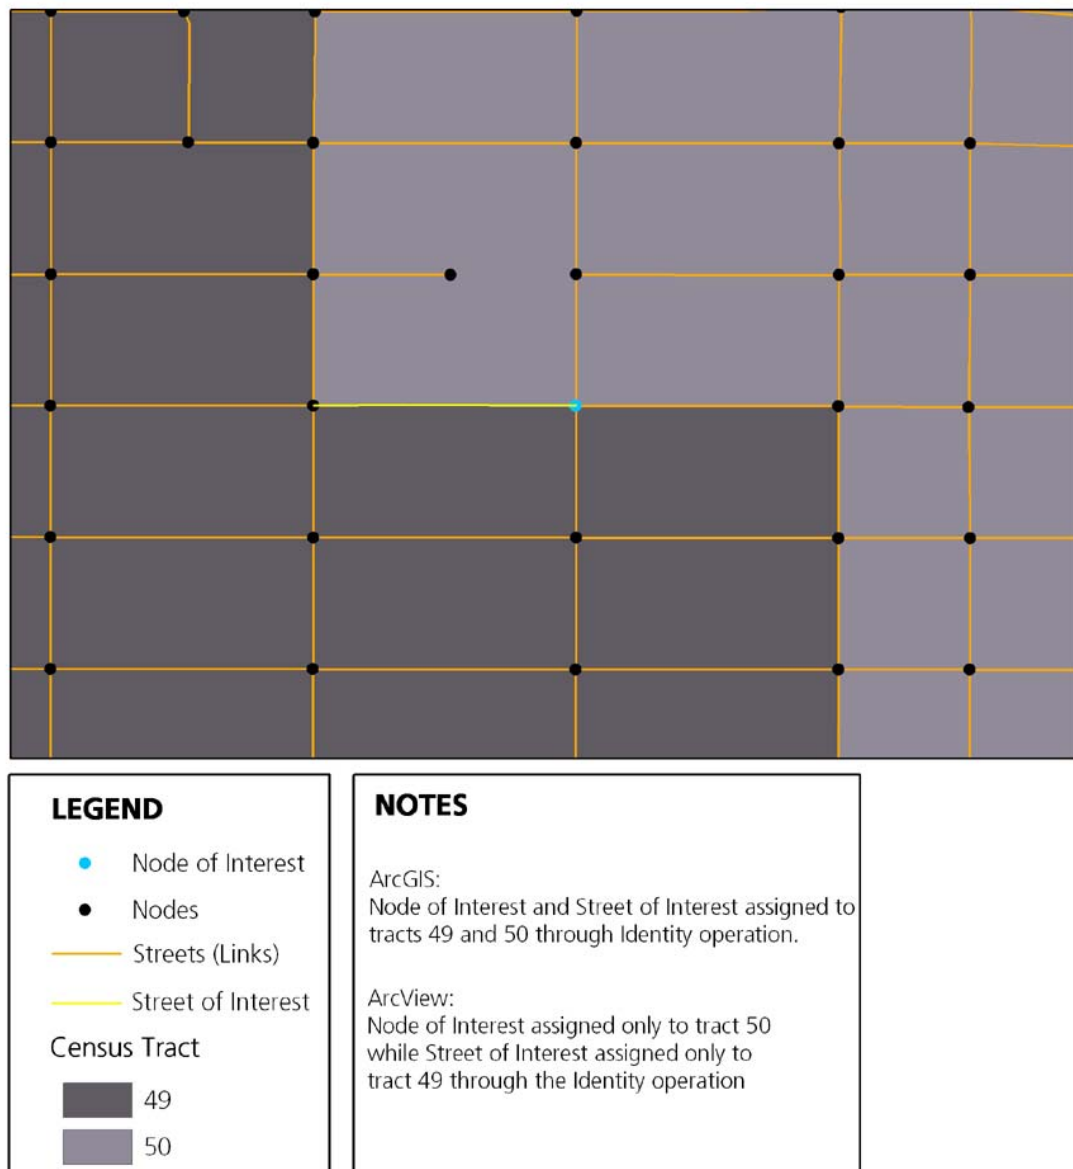 LEGEND
Node of Interest
Nodes
Streets (Links)
Street of Interest
Census Tract
49
50
NOTES
ArcGIS:
Node of Interest and Street of Interest assigned to
tracts 49 and 50 through Identity operation.
ArcView:
Node of Interest assigned only to tract 50
while Street of Interest assigned only to
tract 49 through the Identity operation